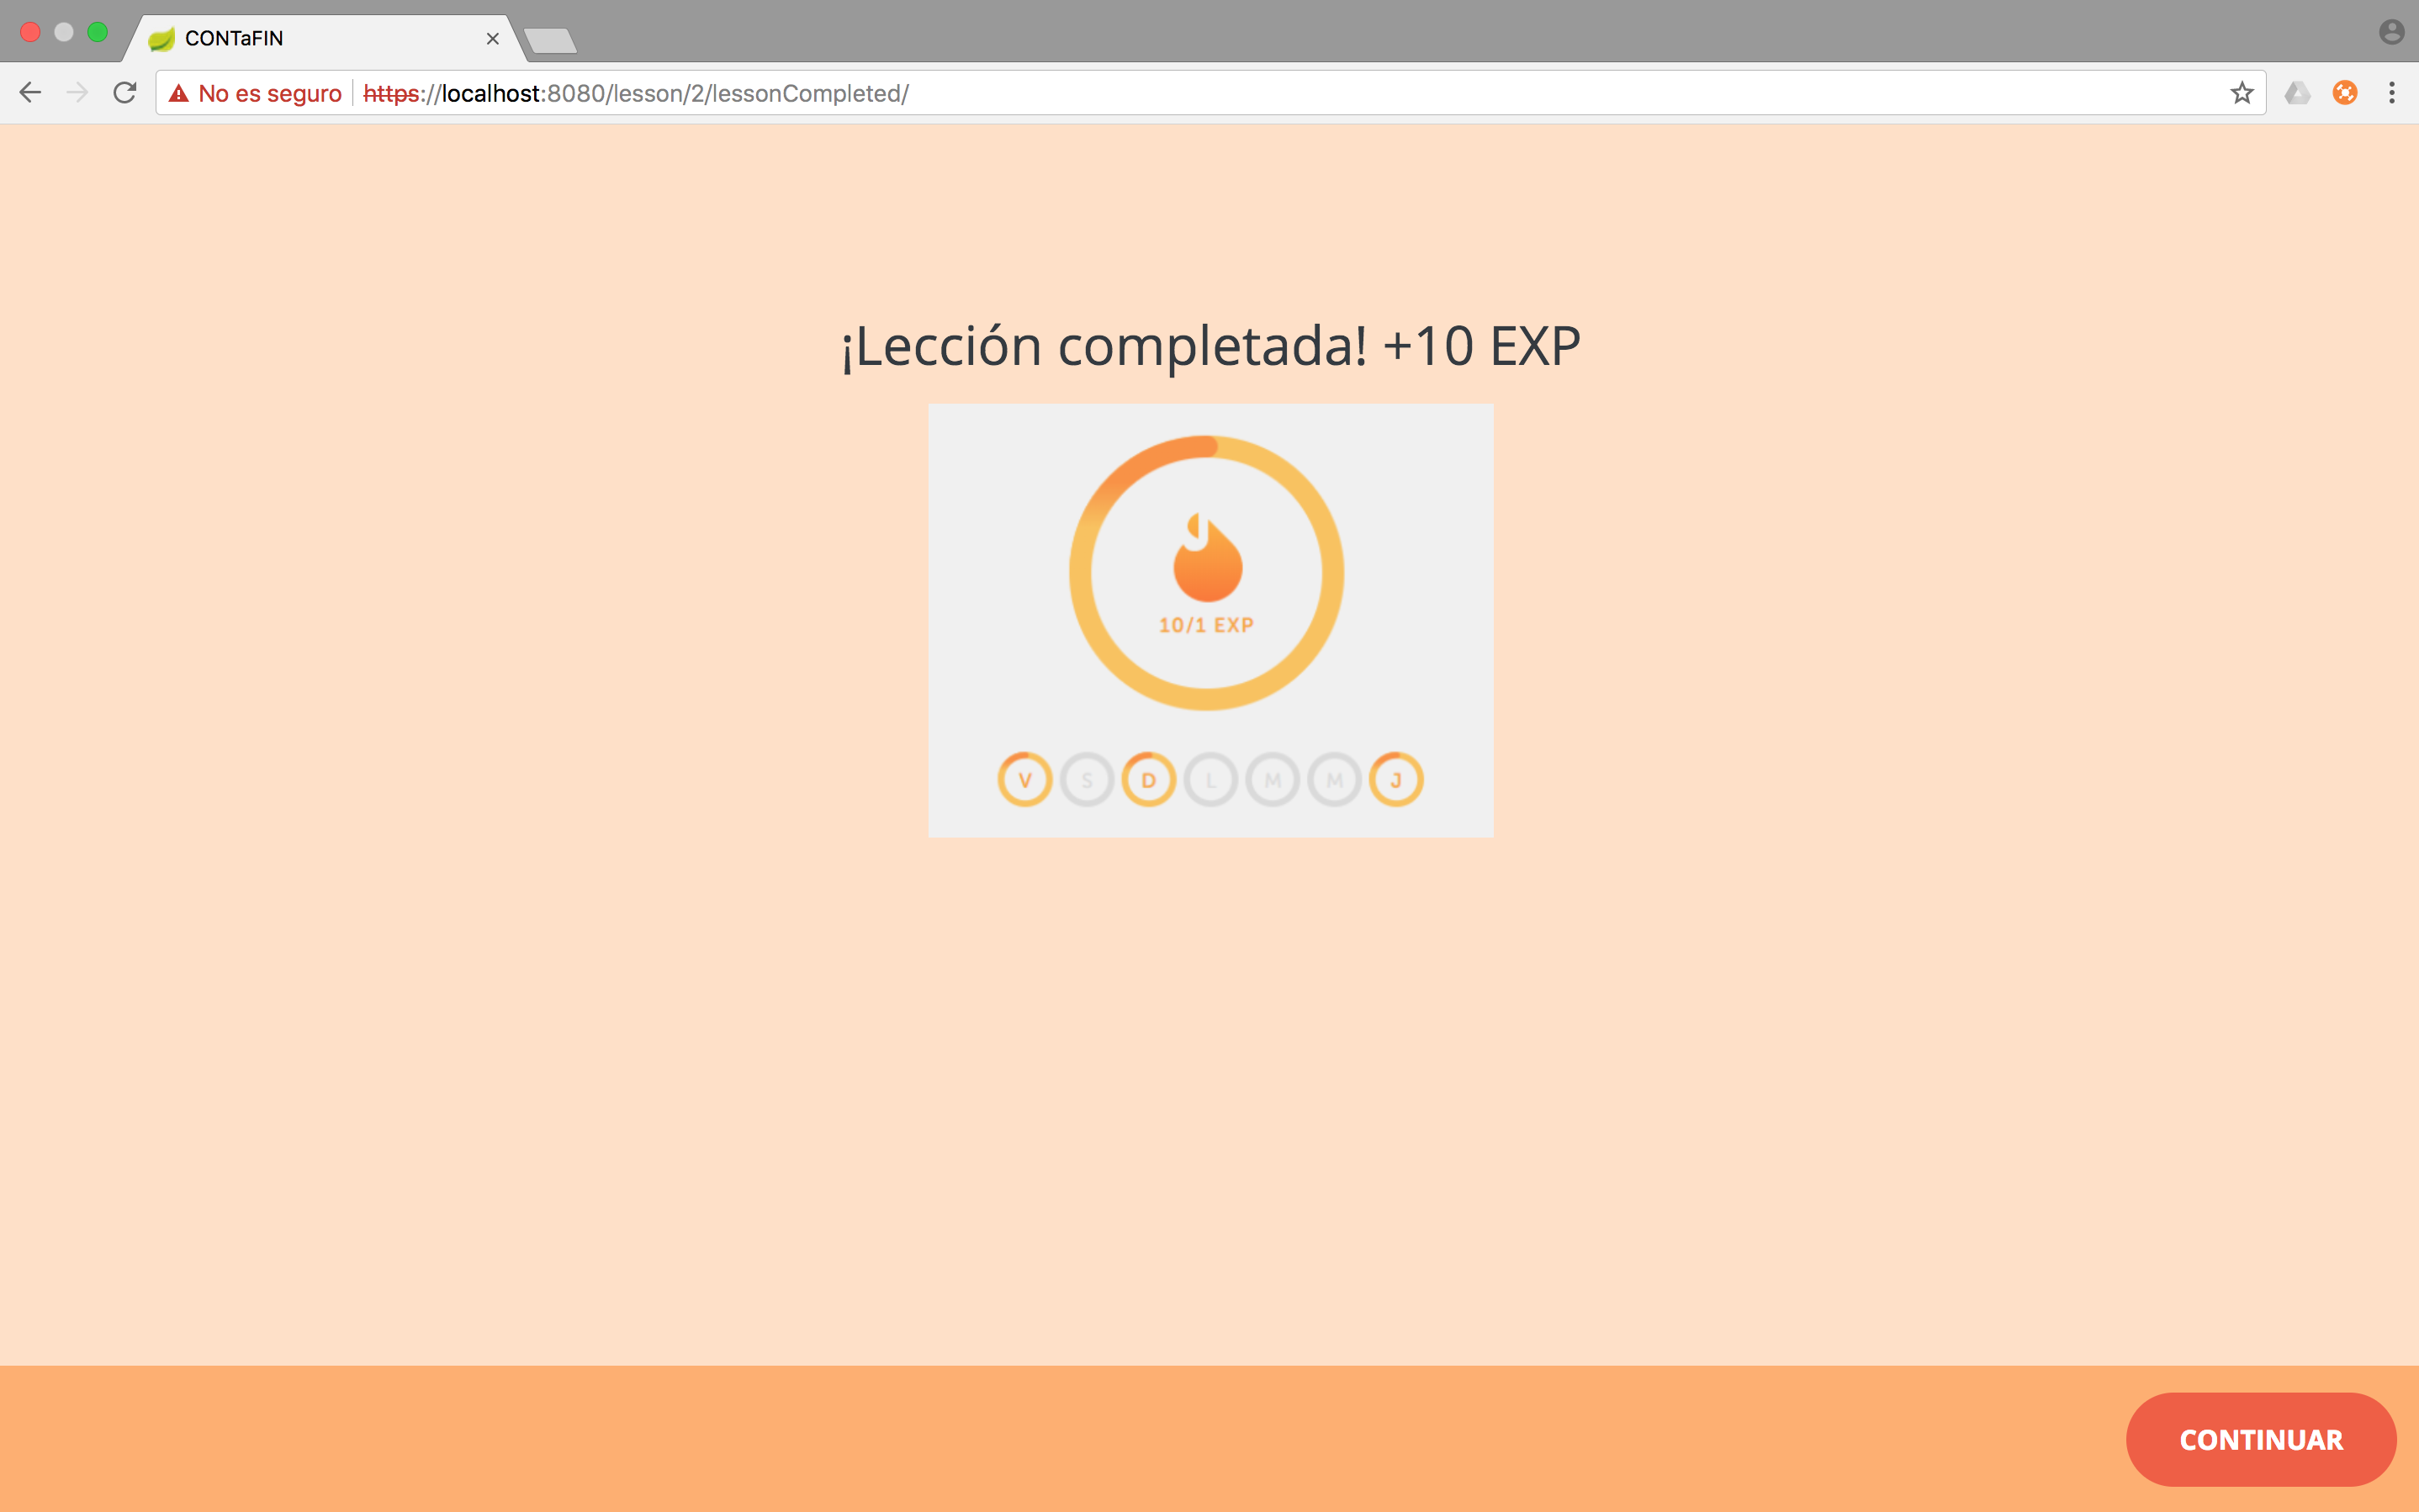 CONTaFIN
No es seguro https://localhost:8080/lesson/2/lessonCompleted/
¡Lección completada! +10 EXP
10/1 EXP
V S D L M M J
CONTINUAR